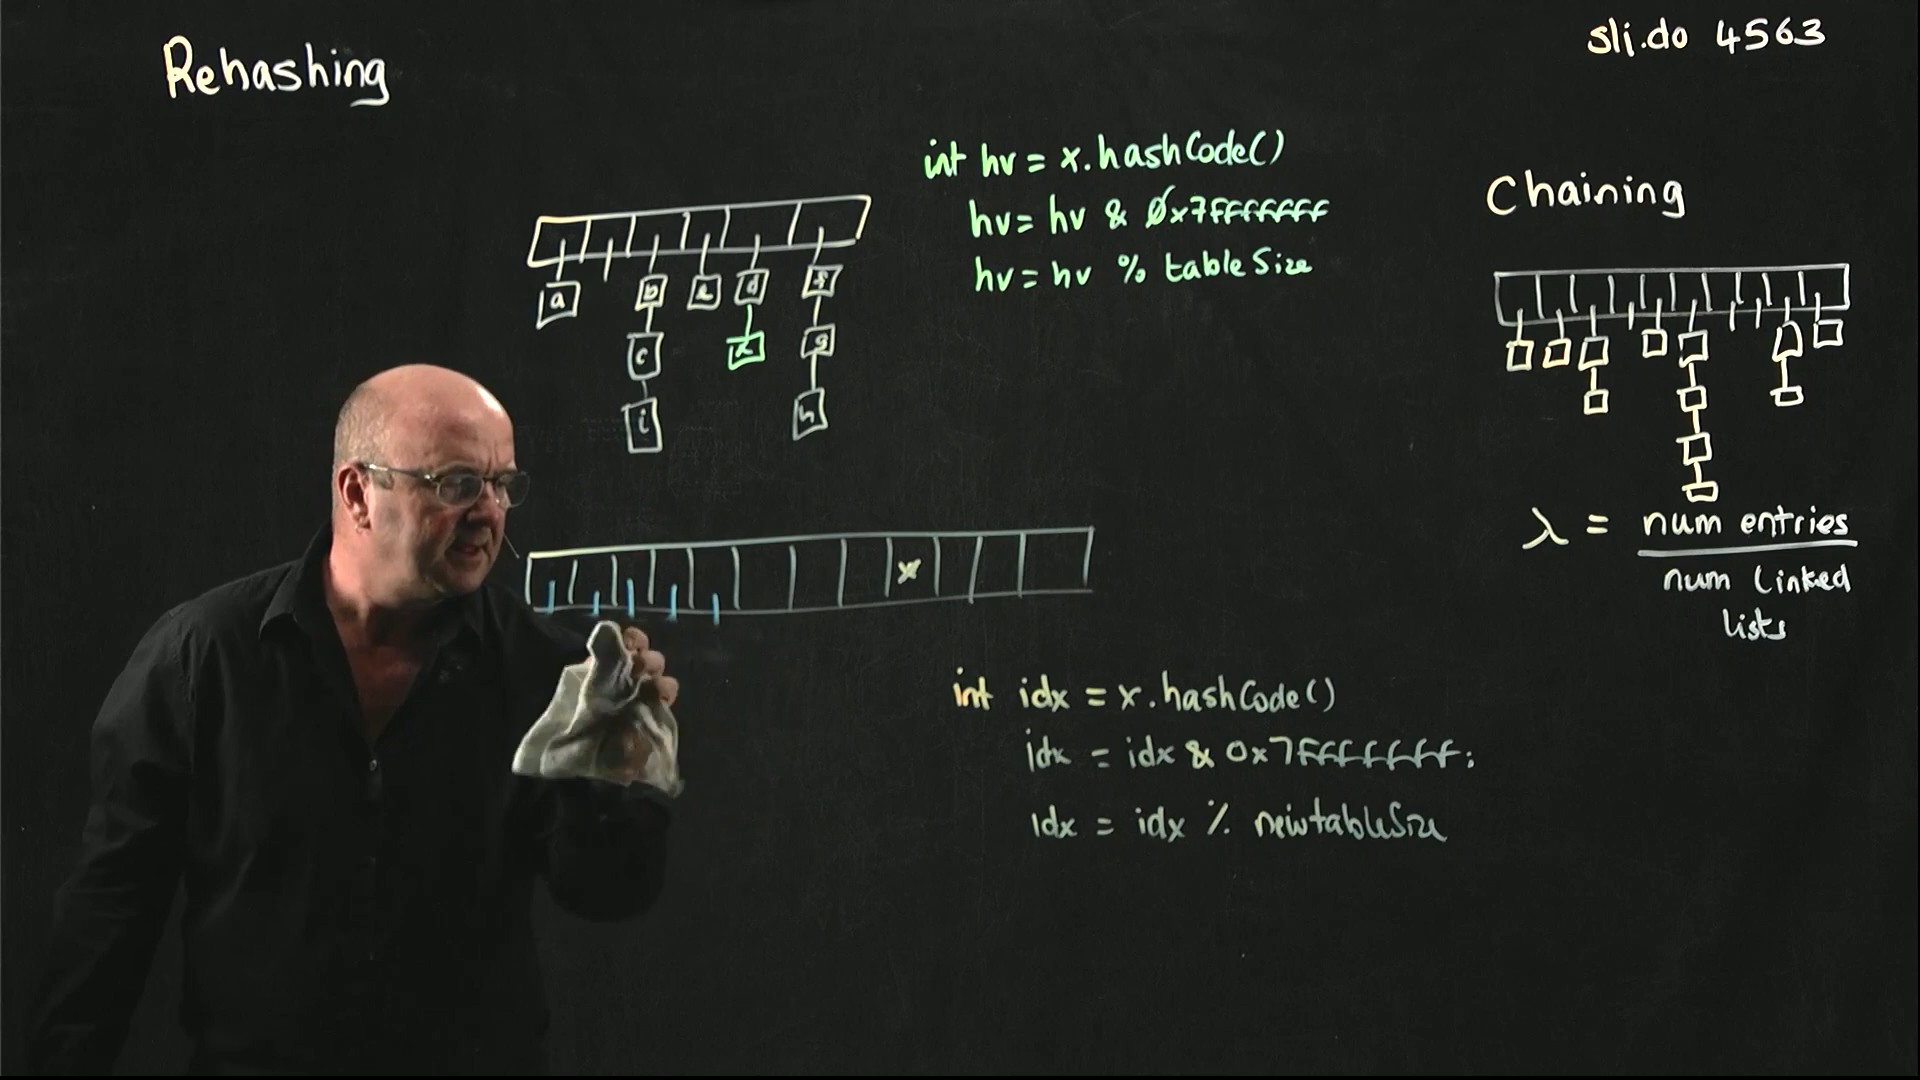 Rehashing
sli.do 4563
int hv = x.hashCode()
hv = hv & 0x7fffffff
hv = hv % tableSize
Chaining
a
b
e
d
f
c
x
g
i
h
x
λ = num entries
num linked
lists
int idx = x.hashCode()
idx = idx & 0x7fffffff;
idx = idx % newtableSize